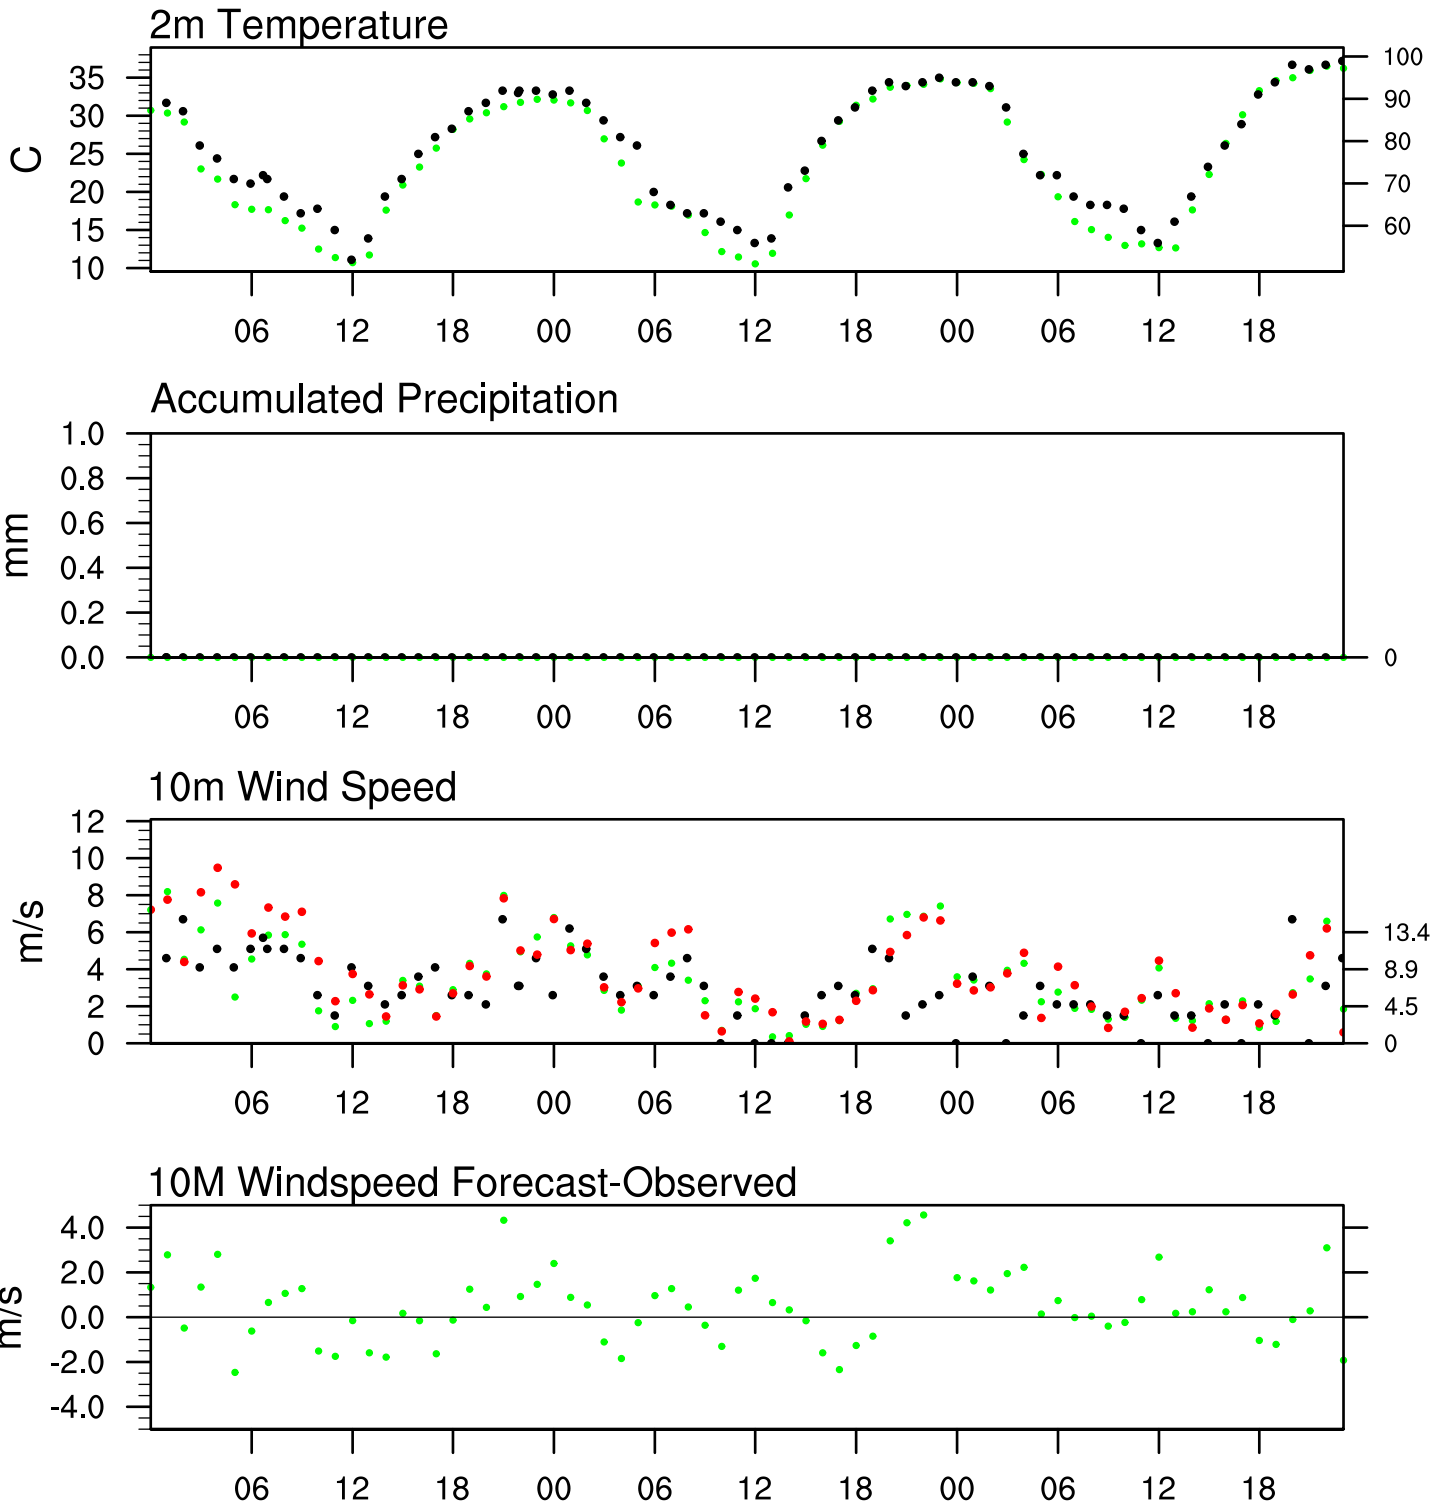 2m Temperature
C
35
30
25
20
15
10
100
90
80
70
60
06 12 18 00 06 12 18 00 06 12 18
Accumulated Precipitation
mm
1.0
0.8
0.6
0.4
0.2
0.0
0
06 12 18 00 06 12 18 00 06 12 18
10m Wind Speed
m/s
12
10
8
6
4
2
0
13.4
8.9
4.5
0
06 12 18 00 06 12 18 00 06 12 18
10M Windspeed Forecast-Observed
m/s
4.0
2.0
0.0
-2.0
-4.0
06 12 18 00 06 12 18 00 06 12 18